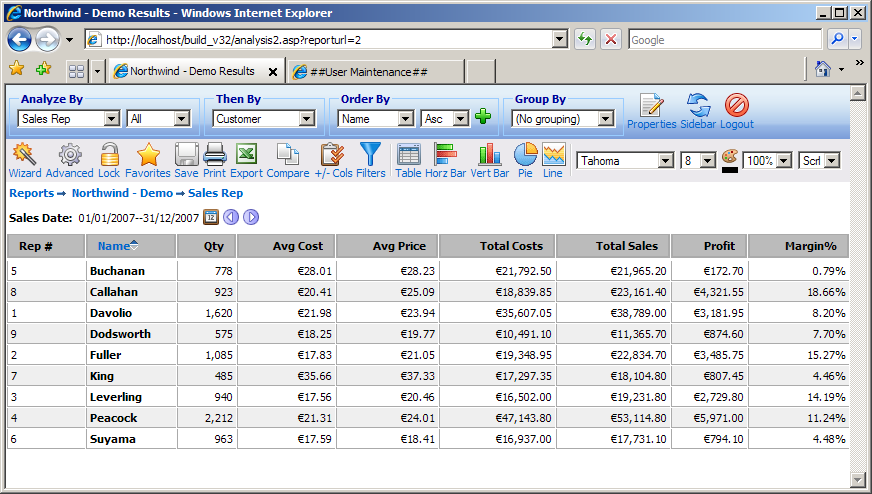 Northwind - Demo Results - Windows Internet Explorer
http://localhost/build_v32/analysis2.asp?reporturl=2 Google
Northwind - Demo Results ##User Maintenance##
Analyze By Then By Order By Group By
Sales Rep All Customer Name Asc (No grouping) Properties Sidebar Logout
Wizard Advanced Lock Favorites Save Print Export Compare +/- Cols Filters Table Horz Bar Vert Bar Pie Line Tahoma 8 100% Scrl
Reports Northwind - Demo Sales Rep
Sales Date: 01/01/2007--31/12/2007 12
Rep # Name Qty Avg Cost Avg Price Total Costs Total Sales Profit Margin%
5 Buchanan 778 €28.01 €28.23 €21,792.50 €21,965.20 €172.70 0.79%
8 Callahan 923 €20.41 €25.09 €18,839.85 €23,161.40 €4,321.55 18.66%
1 Davolio 1,620 €21.98 €23.94 €35,607.05 €38,789.00 €3,181.95 8.20%
9 Dodsworth 575 €18.25 €19.77 €10,491.10 €11,365.70 €874.60 7.70%
2 Fuller 1,085 €17.83 €21.05 €19,348.95 €22,834.70 €3,485.75 15.27%
7 King 485 €35.66 €37.33 €17,297.35 €18,104.80 €807.45 4.46%
3 Leverling 940 €17.56 €20.46 €16,502.00 €19,231.80 €2,729.80 14.19%
4 Peacock 2,212 €21.31 €24.01 €47,143.80 €53,114.80 €5,971.00 11.24%
6 Suyama 963 €17.59 €18.41 €16,937.00 €17,731.10 €794.10 4.48%